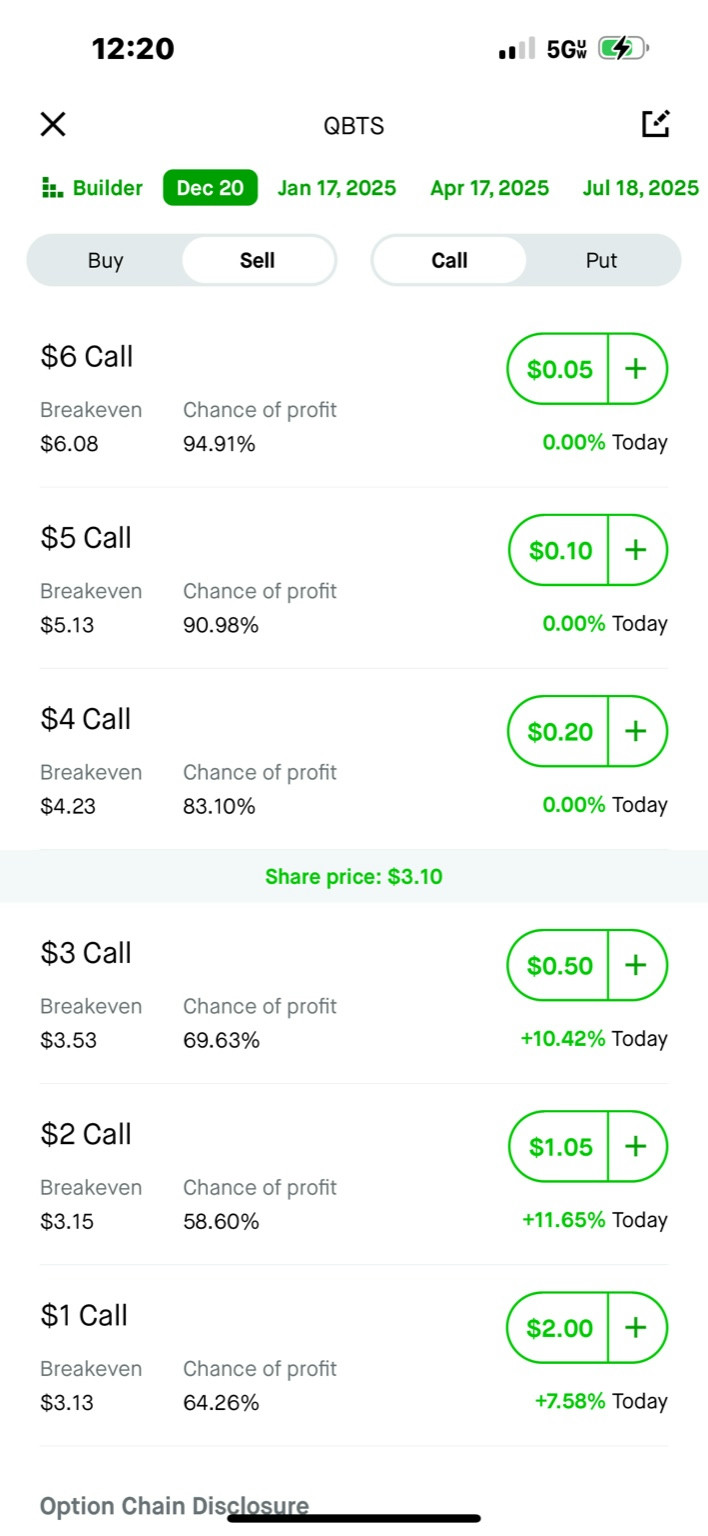 12:20 5GUW
QBTS
Builder Dec 20 Jan 17, 2025 Apr 17, 2025 Jul 18, 2025
Buy Sell Call Put
$6 Call $0.05 +
Breakeven Chance of profit
$6.08 94.91% 0.00% Today
$5 Call $0.10 +
Breakeven Chance of profit
$5.13 90.98% 0.00% Today
$4 Call $0.20 +
Breakeven Chance of profit
$4.23 83.10% 0.00% Today
Share price: $3.10
$3 Call $0.50 +
Breakeven Chance of profit
$3.53 69.63% +10.42% Today
$2 Call $1.05 +
Breakeven Chance of profit
$3.15 58.60% +11.65% Today
$1 Call $2.00 +
Breakeven Chance of profit
$3.13 64.26% +7.58% Today
Option Chain Disclosure